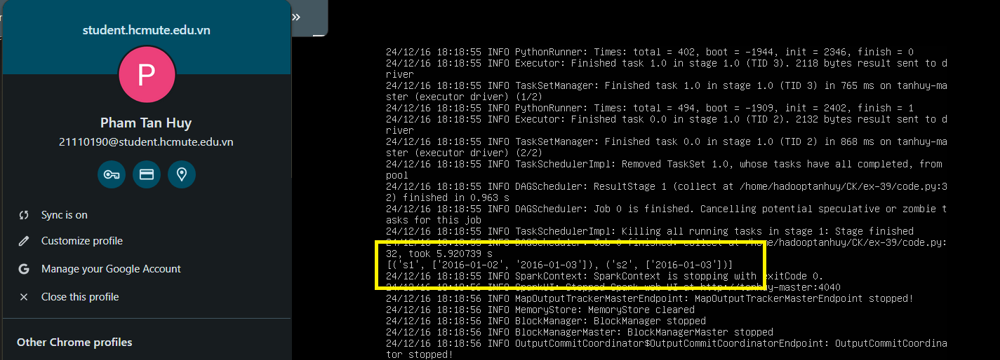 student.hcmute.edu.vn
P
Pham Tan Huy
21110190@student.hcmute.edu.vn
Sync is on
Customize profile
Manage your Google Account
Close this profile
Other Chrome profiles
»
24/12/16 18:18:55 INFO PythonRunner: Times: total = 402, boot = -1944, init = 2346, finish = 0
24/12/16 18:18:55 INFO Executor: Finished task 1.0 in stage 1.0 (TID 3). 2118 bytes result sent to d
river
24/12/16 18:18:55 INFO TaskSetManager: Finished task 1.0 in stage 1.0 (TID 3) in 765 ms on tanhuy-ma
ster (executor driver) (1/2)
24/12/16 18:18:55 INFO PythonRunner: Times: total = 494, boot = -1909, init = 2402, finish = 1
24/12/16 18:18:55 INFO Executor: Finished task 0.0 in stage 1.0 (TID 2). 2132 bytes result sent to d
river
24/12/16 18:18:55 INFO TaskSetManager: Finished task 0.0 in stage 1.0 (TID 2) in 868 ms on tanhuy-ma
ster (executor driver) (2/2)
24/12/16 18:18:55 INFO TaskSchedulerImpl: Removed TaskSet 1.0, whose tasks have all completed, from
pool
24/12/16 18:18:55 INFO DAGScheduler: ResultStage 1 (collect at /home/hadooptanhuy/CK/ex-39/code.py:3
2) finished in 0.963 s
24/12/16 18:18:55 INFO DAGScheduler: Job 0 is finished. Cancelling potential speculative or zombie t
asks for this job
24/12/16 18:18:55 INFO TaskSchedulerImpl: Killing all running tasks in stage 1: Stage finished
24/12/16 18:18:55 INFO DAGScheduler: Job 0 finished: collect at /home/hadooptanhuy/CK/ex-39/code.py:
32, took 5.920739 s
[('s1', ['2016-01-02', '2016-01-03']), ('s2', ['2016-01-03'])]
24/12/16 18:18:55 INFO SparkContext: SparkContext is stopping with exitCode 0.
24/12/16 18:18:56 INFO SparkUI: Stopped Spark web UI at http://tanhuy-master:4040
24/12/16 18:18:56 INFO MapOutputTrackerMasterEndpoint: MapOutputTrackerMasterEndpoint stopped!
24/12/16 18:18:56 INFO MemoryStore: MemoryStore cleared
24/12/16 18:18:56 INFO BlockManager: BlockManager stopped
24/12/16 18:18:56 INFO BlockManagerMaster: BlockManagerMaster stopped
24/12/16 18:18:56 INFO OutputCommitCoordinator$OutputCommitCoordinatorEndpoint: OutputCommitCoordina
tor stopped!